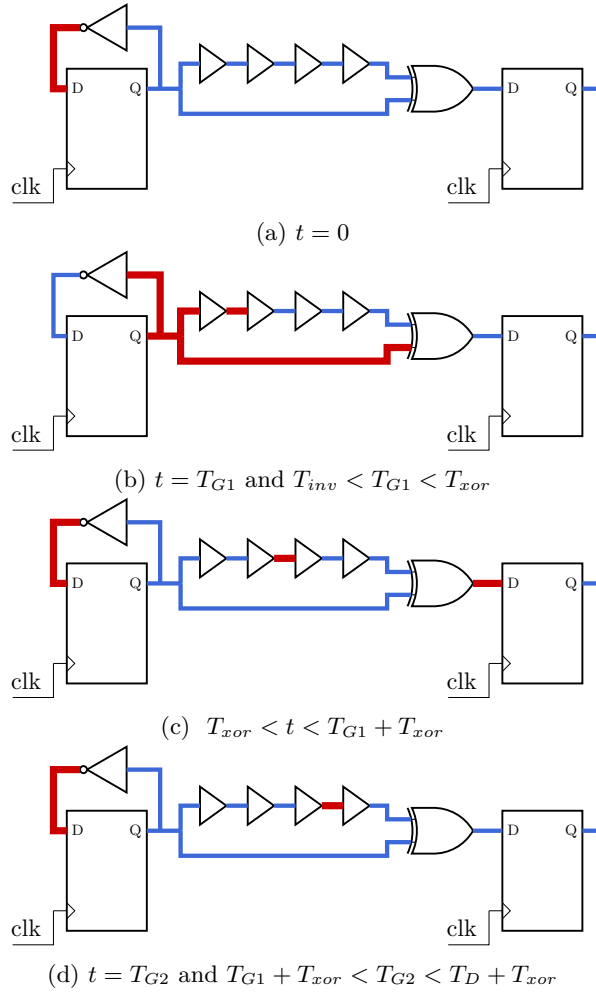 D Q D Q
clk clk
(a) t = 0
D Q D Q
clk clk
(b) t = T_{G1} and T_{inv} < T_{G1} < T_{xor}
D Q D Q
clk clk
(c) T_{xor} < t < T_{G1} + T_{xor}
D Q D Q
clk clk
(d) t = T_{G2} and T_{G1} + T_{xor} < T_{G2} < T_D + T_{xor}